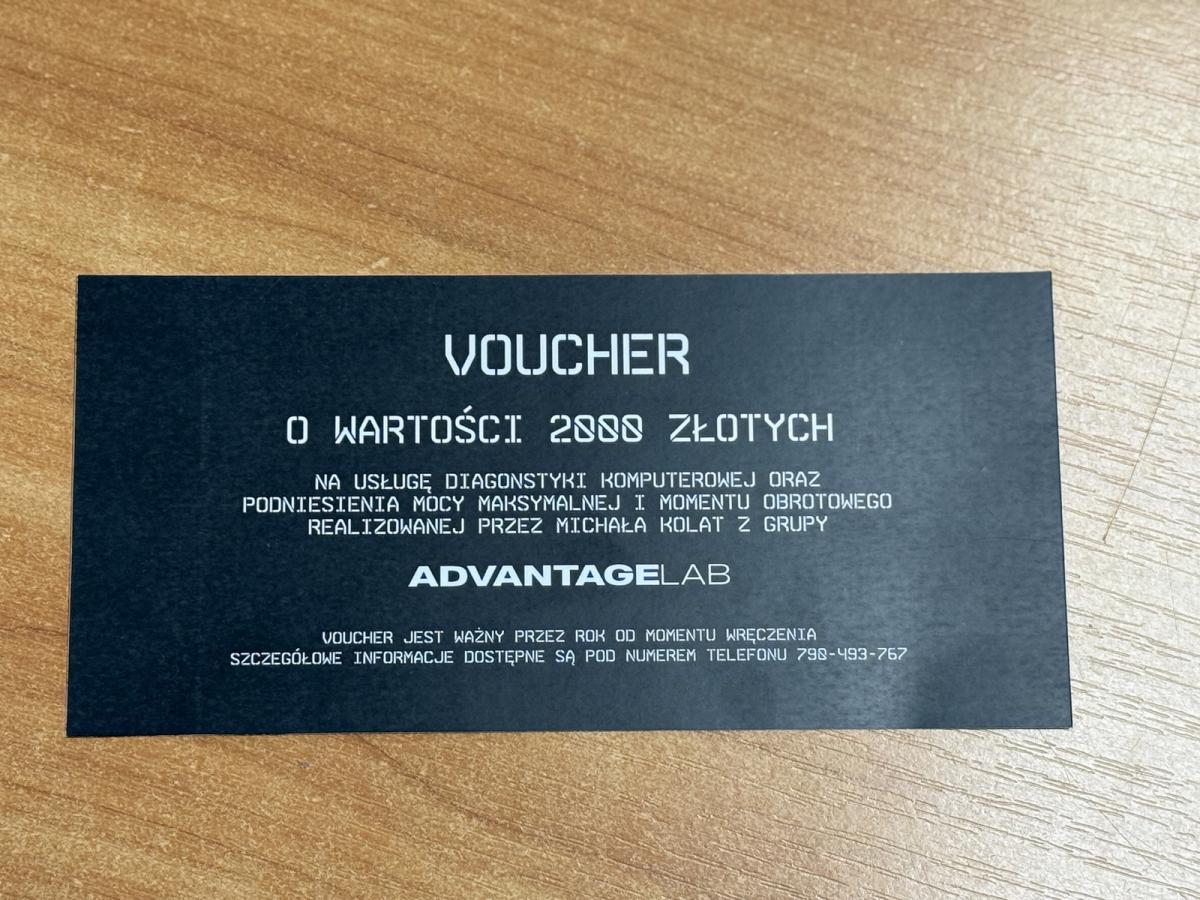 VOUCHER
O WARTOŚCI 2000 ZŁOTYCH
NA USŁUGĘ DIAGONSTYKI KOMPUTEROWEJ ORAZ
PODNIESIENIA MOCY MAKSYMALNEJ I MOMENTU OBROTOWEGO
REALIZOWANEJ PRZEZ MICHAŁA KOLAT Z GRUPY
ADVANTAGELAB
VOUCHER JEST WAŻNY PRZEZ ROK OD MOMENTU WRĘCZENIA
SZCZEGÓŁOWE INFORMACJE DOSTĘPNE SĄ POD NUMEREM TELEFONU 790-493-767